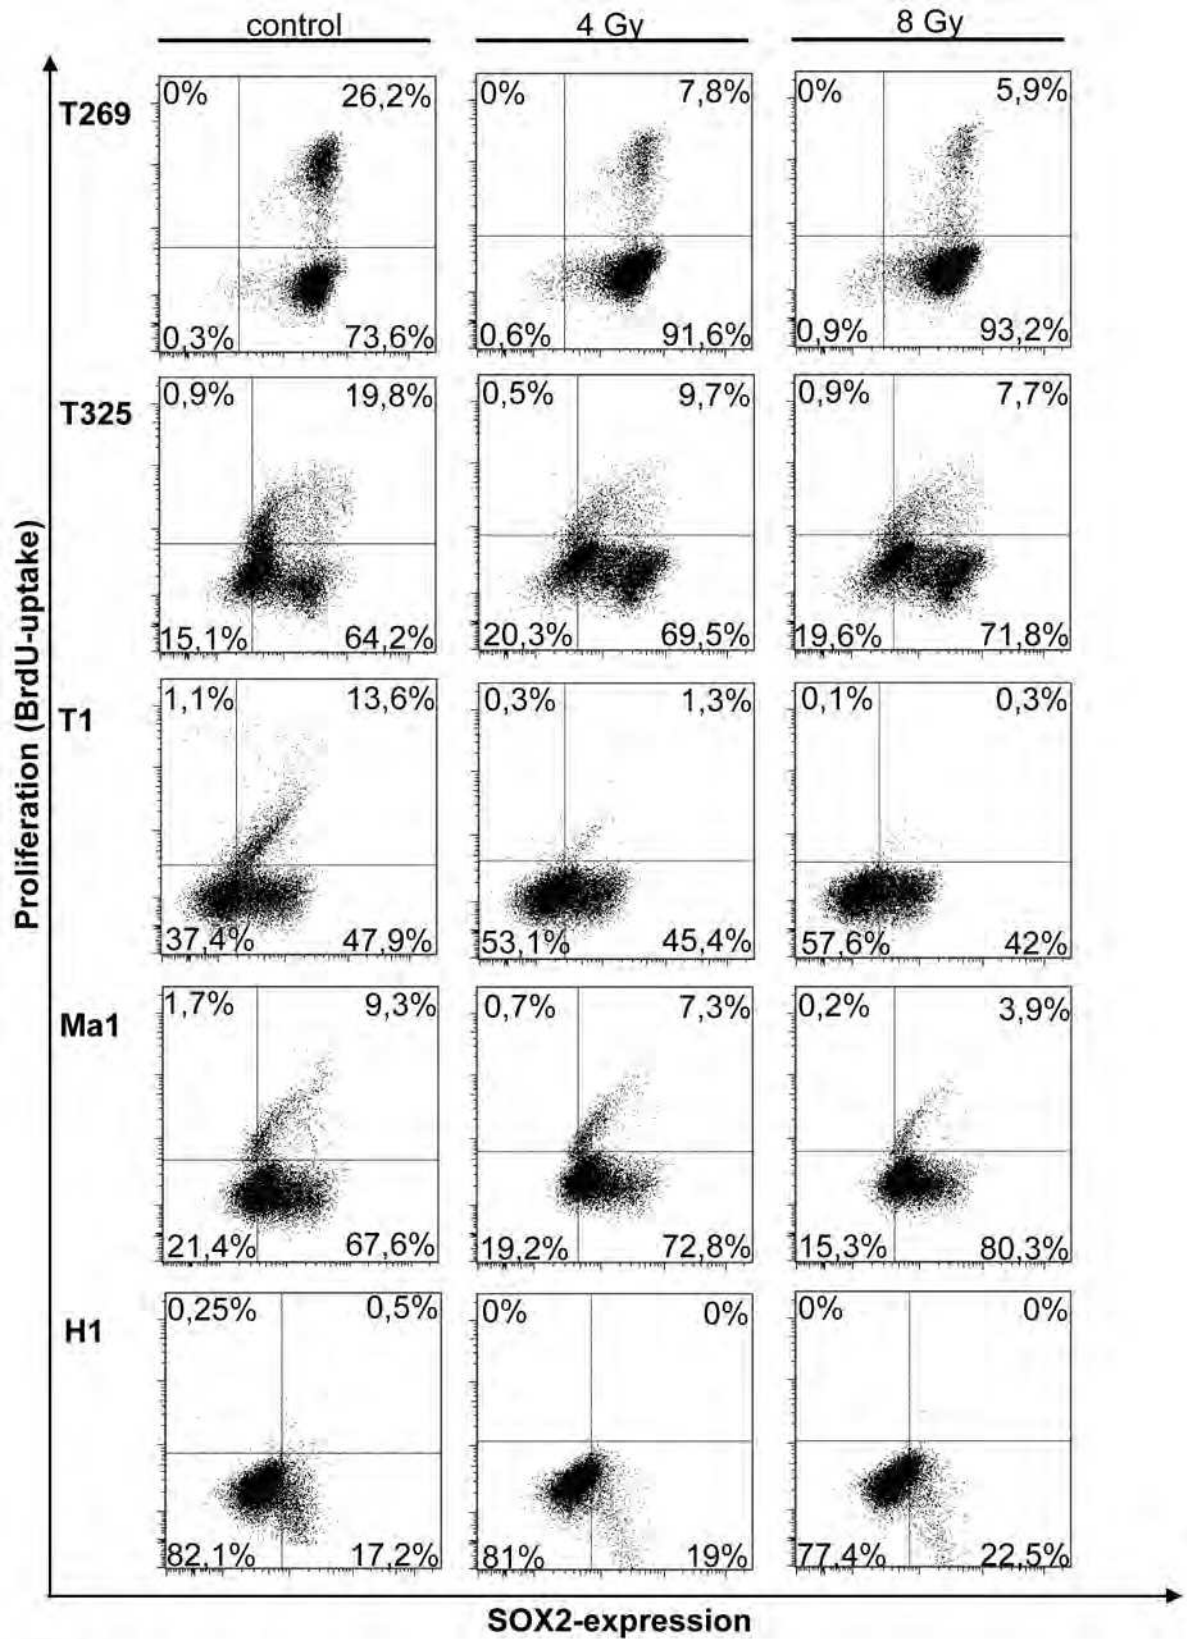 control 4 Gy 8 Gy
T269
0% 26,2% 0% 7,8% 0% 5,9%
0,3% 73,6% 0,6% 91,6% 0,9% 93,2%
T325
0,9% 19,8% 0,5% 9,7% 0,9% 7,7%
15,1% 64,2% 20,3% 69,5% 19,6% 71,8%
T1
1,1% 13,6% 0,3% 1,3% 0,1% 0,3%
37,4% 47,9% 53,1% 45,4% 57,6% 42%
Ma1
1,7% 9,3% 0,7% 7,3% 0,2% 3,9%
21,4% 67,6% 19,2% 72,8% 15,3% 80,3%
H1
0,25% 0,5% 0% 0% 0% 0%
82,1% 17,2% 81% 19% 77,4% 22,5%
Proliferation (BrdU-uptake)
SOX2-expression